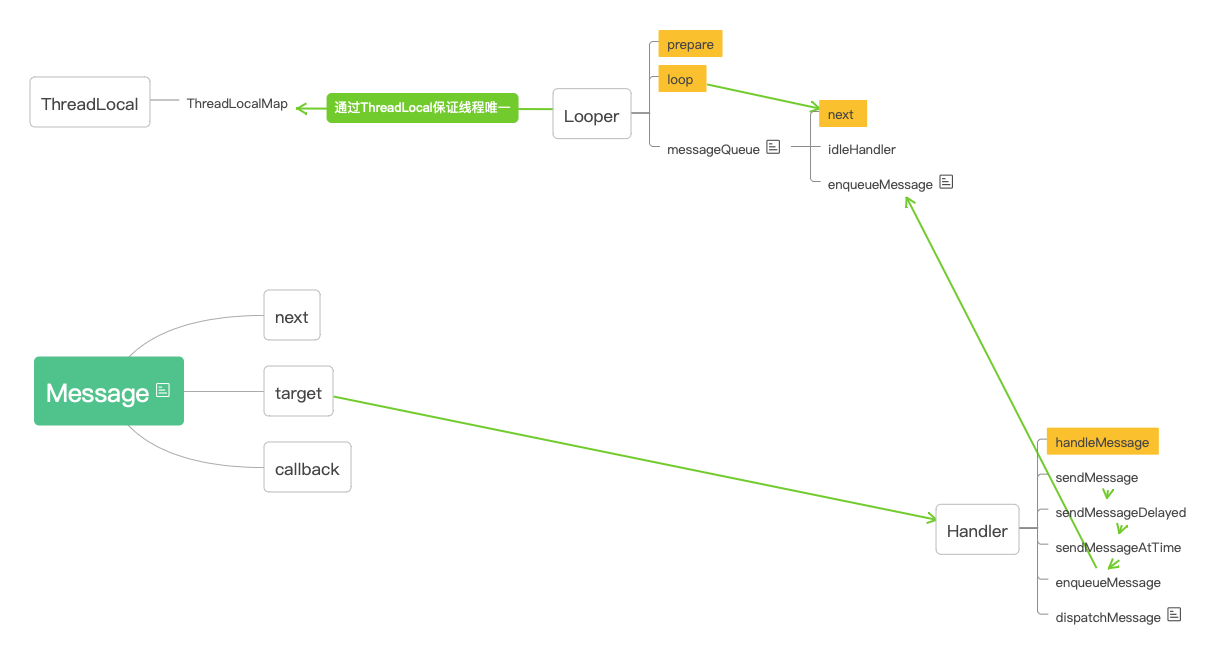 ThreadLocal
ThreadLocalMap
通过ThreadLocal保证线程唯一
Looper
prepare
loop
messageQueue
next
idleHandler
enqueueMessage
Message
next
target
callback
Handler
handleMessage
sendMessage
sendMessageDelayed
sendMessageAtTime
enqueueMessage
dispatchMessage